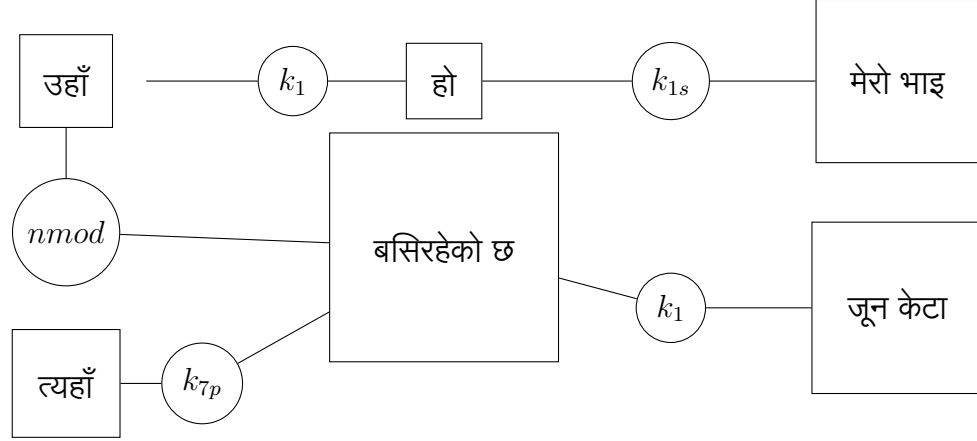 उहाँ k1 हो k1s मेरो भाइ
nmod बसिरहेको छ k1 जून केटा
त्यहाँ k7p